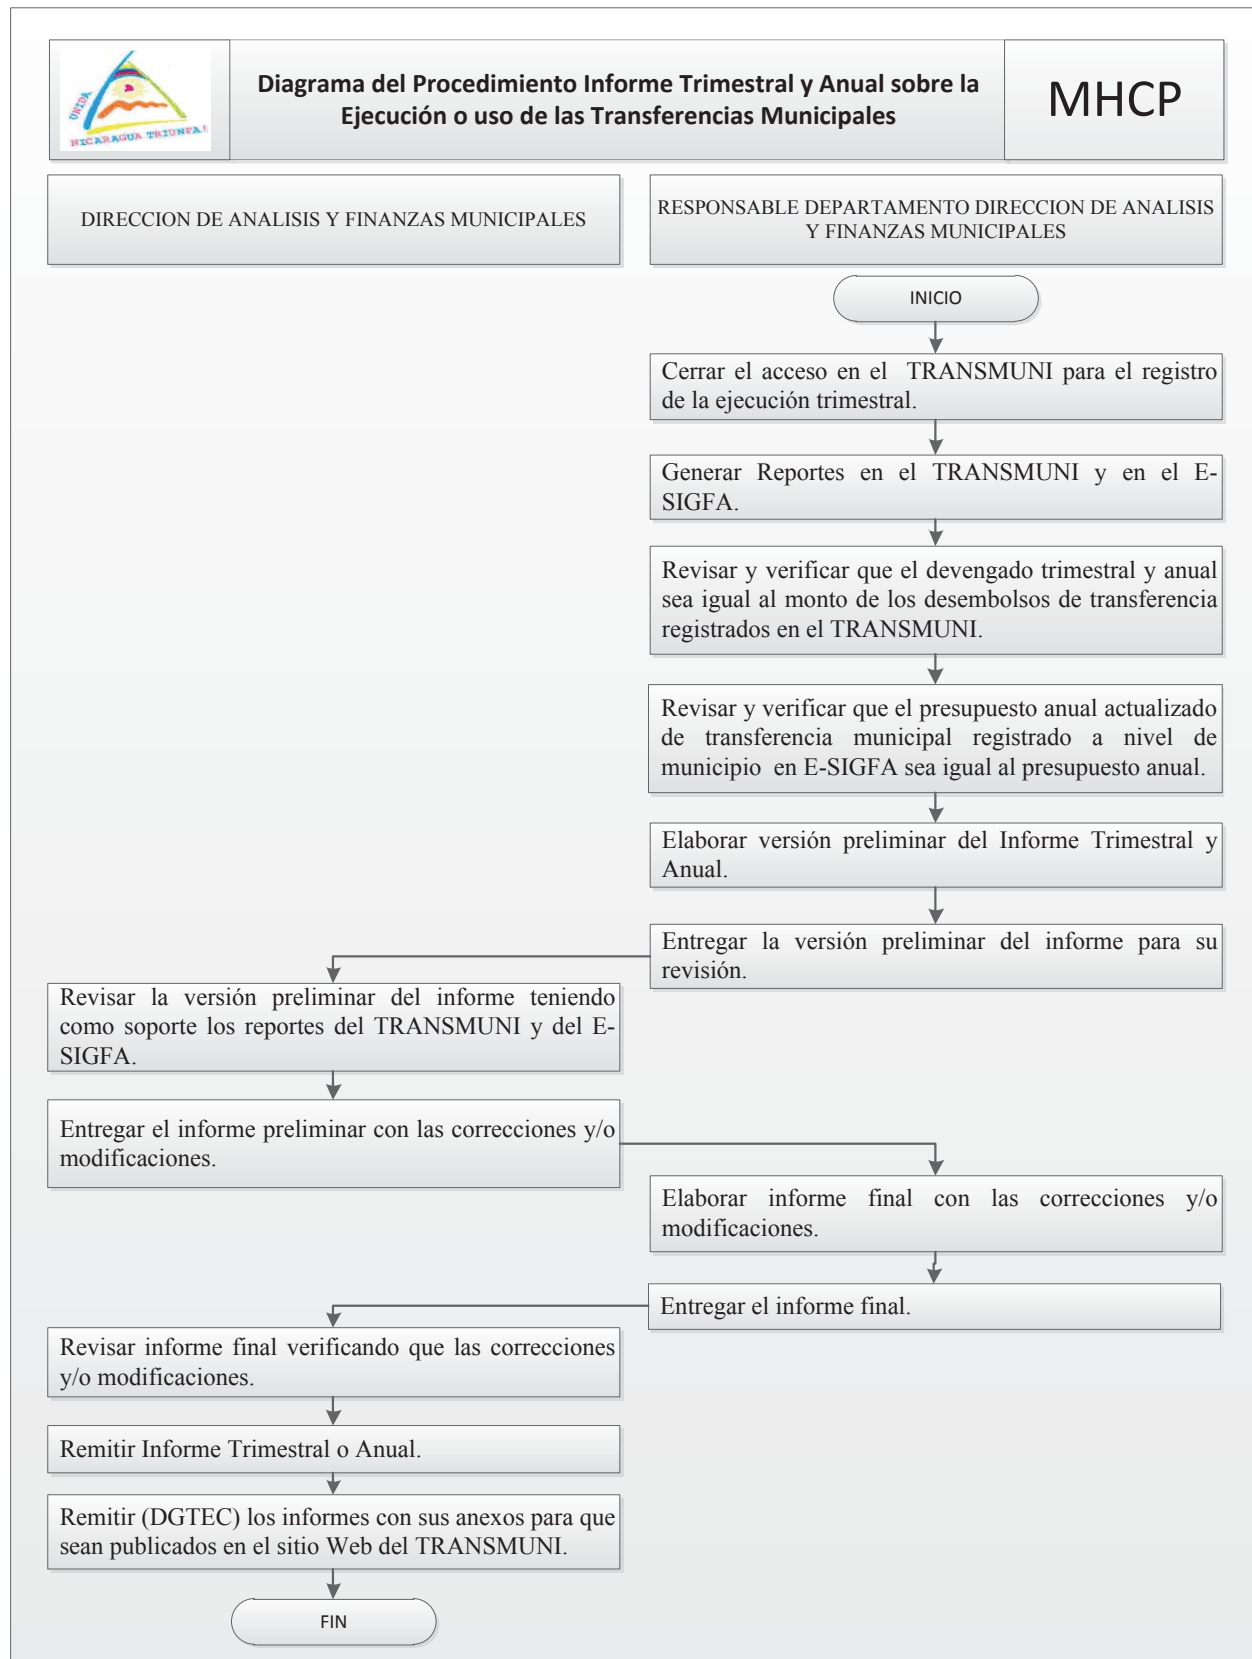 UNIDA
NICARAGUA TRIUNFA!
Diagrama del Procedimiento Informe Trimestral y Anual sobre la
Ejecución o uso de las Transferencias Municipales
MHCP
DIRECCION DE ANALISIS Y FINANZAS MUNICIPALES
RESPONSABLE DEPARTAMENTO DIRECCION DE ANALISIS
Y FINANZAS MUNICIPALES
INICIO
Cerrar el acceso en el TRANSMUNI para el registro
de la ejecución trimestral.
Generar Reportes en el TRANSMUNI y en el E-
SIGFA.
Revisar y verificar que el devengado trimestral y anual
sea igual al monto de los desembolsos de transferencia
registrados en el TRANSMUNI.
Revisar y verificar que el presupuesto anual actualizado
de transferencia municipal registrado a nivel de
municipio en E-SIGFA sea igual al presupuesto anual.
Elaborar versión preliminar del Informe Trimestral y
Anual.
Entregar la versión preliminar del informe para su
revisión.
Revisar la versión preliminar del informe teniendo
como soporte los reportes del TRANSMUNI y del E-
SIGFA.
Entregar el informe preliminar con las correcciones y/o
modificaciones.
Elaborar informe final con las correcciones y/o
modificaciones.
Entregar el informe final.
Revisar informe final verificando que las correcciones
y/o modificaciones.
Remitir Informe Trimestral o Anual.
Remitir (DGTEC) los informes con sus anexos para que
sean publicados en el sitio Web del TRANSMUNI.
FIN